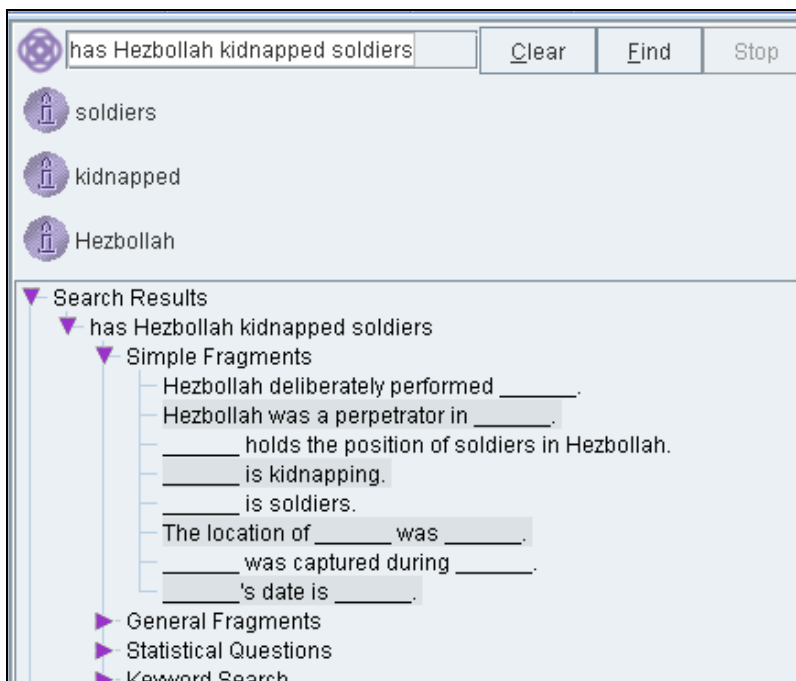 has Hezbollah kidnapped soldiers Clear Find Stop
soldiers
kidnapped
Hezbollah
Search Results
has Hezbollah kidnapped soldiers
Simple Fragments
Hezbollah deliberately performed ______.
Hezbollah was a perpetrator in ______.
______ holds the position of soldiers in Hezbollah.
______ is kidnapping.
______ is soldiers.
The location of ______ was ______.
______ was captured during ______.
______'s date is ______.
General Fragments
Statistical Questions
Keyword Search